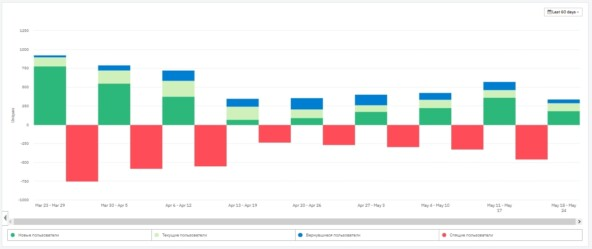 Last 60 days
1250
1000
750
500
250
0
-250
-500
-750
-1000
Mar 23 - Mar 29
Mar 30 - Apr 5
Apr 6 - Apr 12
Apr 13 - Apr 19
Apr 20 - Apr 26
Apr 27 - May 3
May 4 - May 10
May 11 - May
17
May 18 - May
24
Новые пользователи
Текущие пользователи
Вернувшиеся пользователи
Спящие пользователи